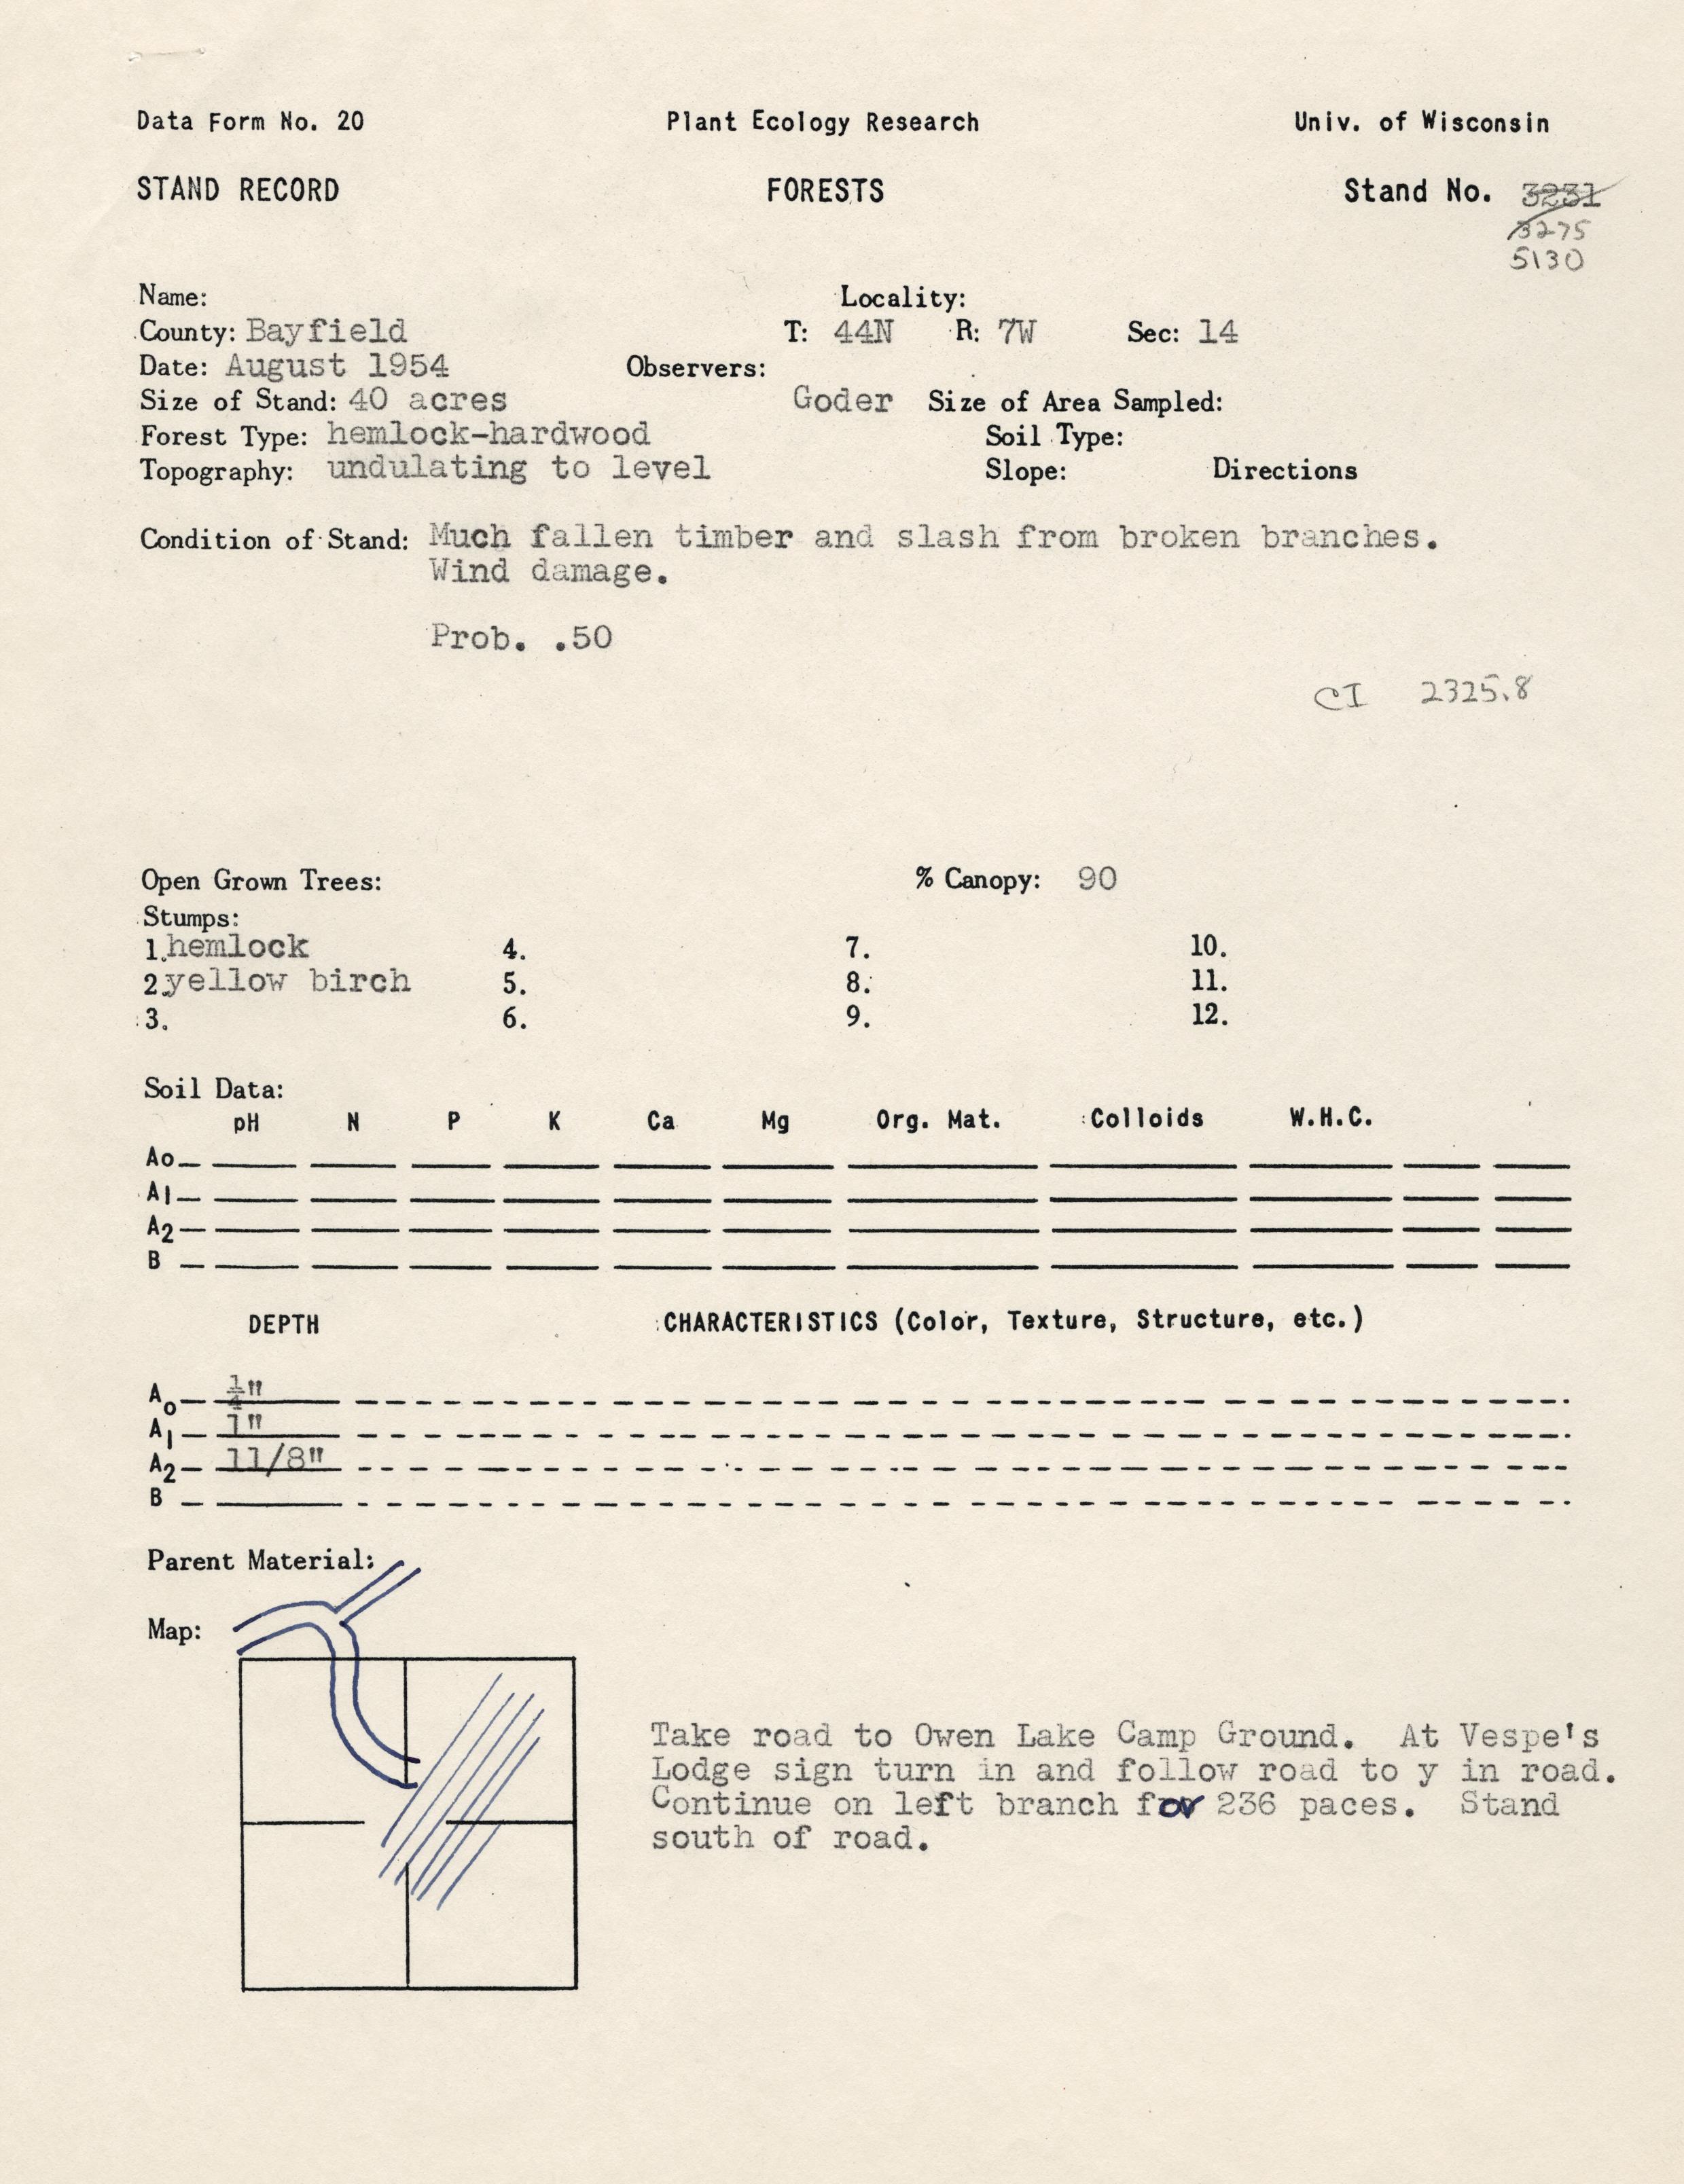 Data Form No. 20 Plant Ecology Research Univ. of Wisconsin
STAND RECORD FORESTS Stand No. 3231
3275
5130
Name: Locality:
County: Bayfield T: 44N R: 7W Sec: 14
Date: August 1954 Observers:
Size of Stand: 40 acres Goder Size of Area Sampled:
Forest Type: hemlock-hardwood Soil Type:
Topography: undulating to level Slope: Directions
Condition of Stand: Much fallen timber and slash from broken branches.
Wind damage.
Prob. .50
CI 2325.8
Open Grown Trees: % Canopy: 90
Stumps:
1. hemlock 4. 7. 10.
2. yellow birch 5. 8. 11.
3. 6. 9. 12.
Soil Data:
pH N P K Ca Mg Org. Mat. Colloids W.H.C.
Ao
A1
A2
B
DEPTH CHARACTERISTICS (Color, Texture, Structure, etc.)
Ao ¼"
A1 1"
A2 11/8"
B
Parent Material:
Map:
Take road to Owen Lake Camp Ground. At Vespe's
Lodge sign turn in and follow road to y in road.
Continue on left branch for 236 paces. Stand
south of road.